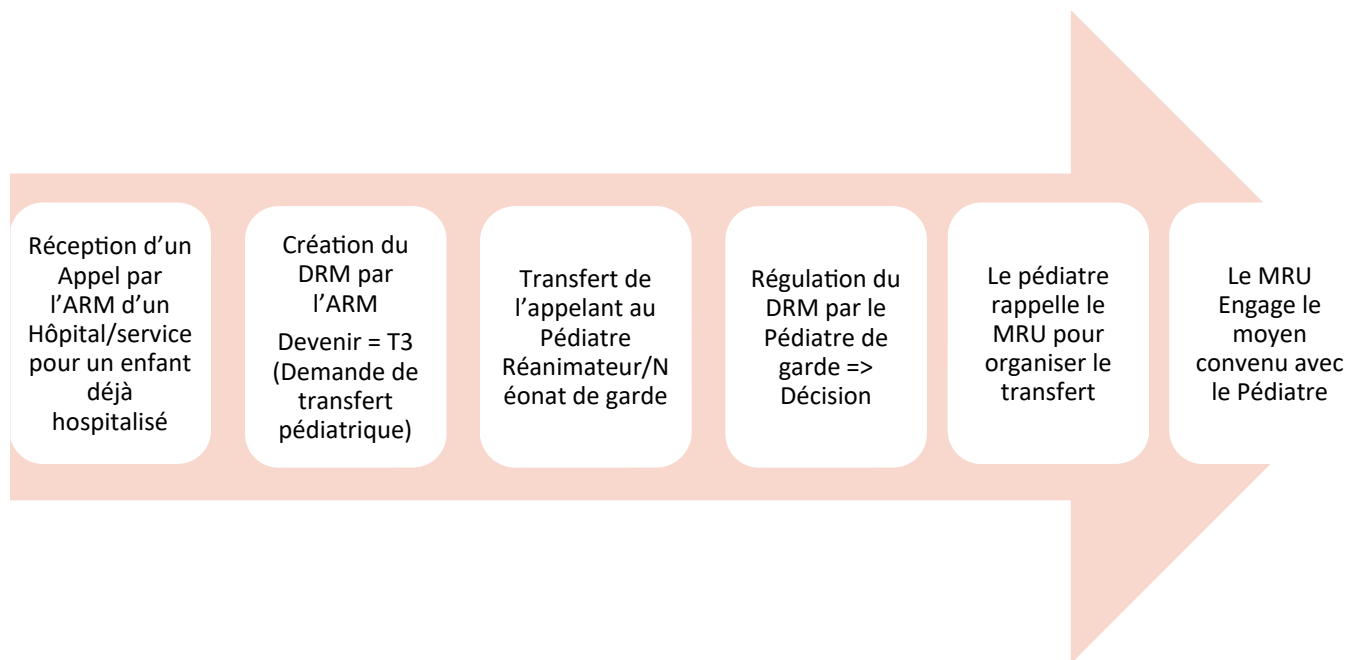 Réception d’un
Appel par
l’ARM d’un
Hôpital/service
pour un enfant
déjà
hospitalisé
Création du
DRM par
l’ARM
Devenir = T3
(Demande de
transfert
pédiatrique)
Transfert de
l’appelant au
Pédiatre
Réanimateur/N
éonat de garde
Régulation du
DRM par le
Pédiatre de
garde =>
Décision
Le pédiatre
rappelle le
MRU pour
organiser le
transfert
Le MRU
Engage le
moyen
convenu avec
le Pédiatre